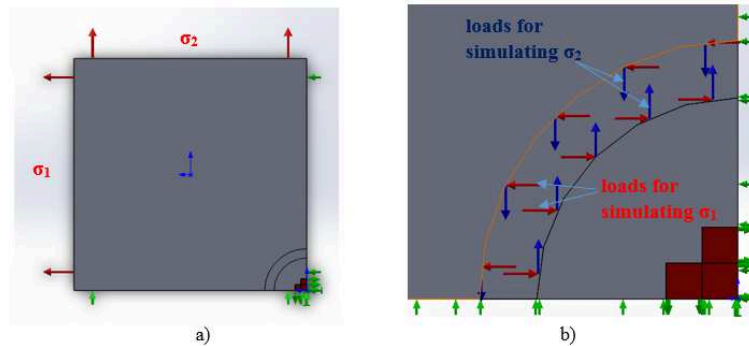 σ2
σ1
loads for
simulating σ2
loads for
simulating σ1
a)
b)